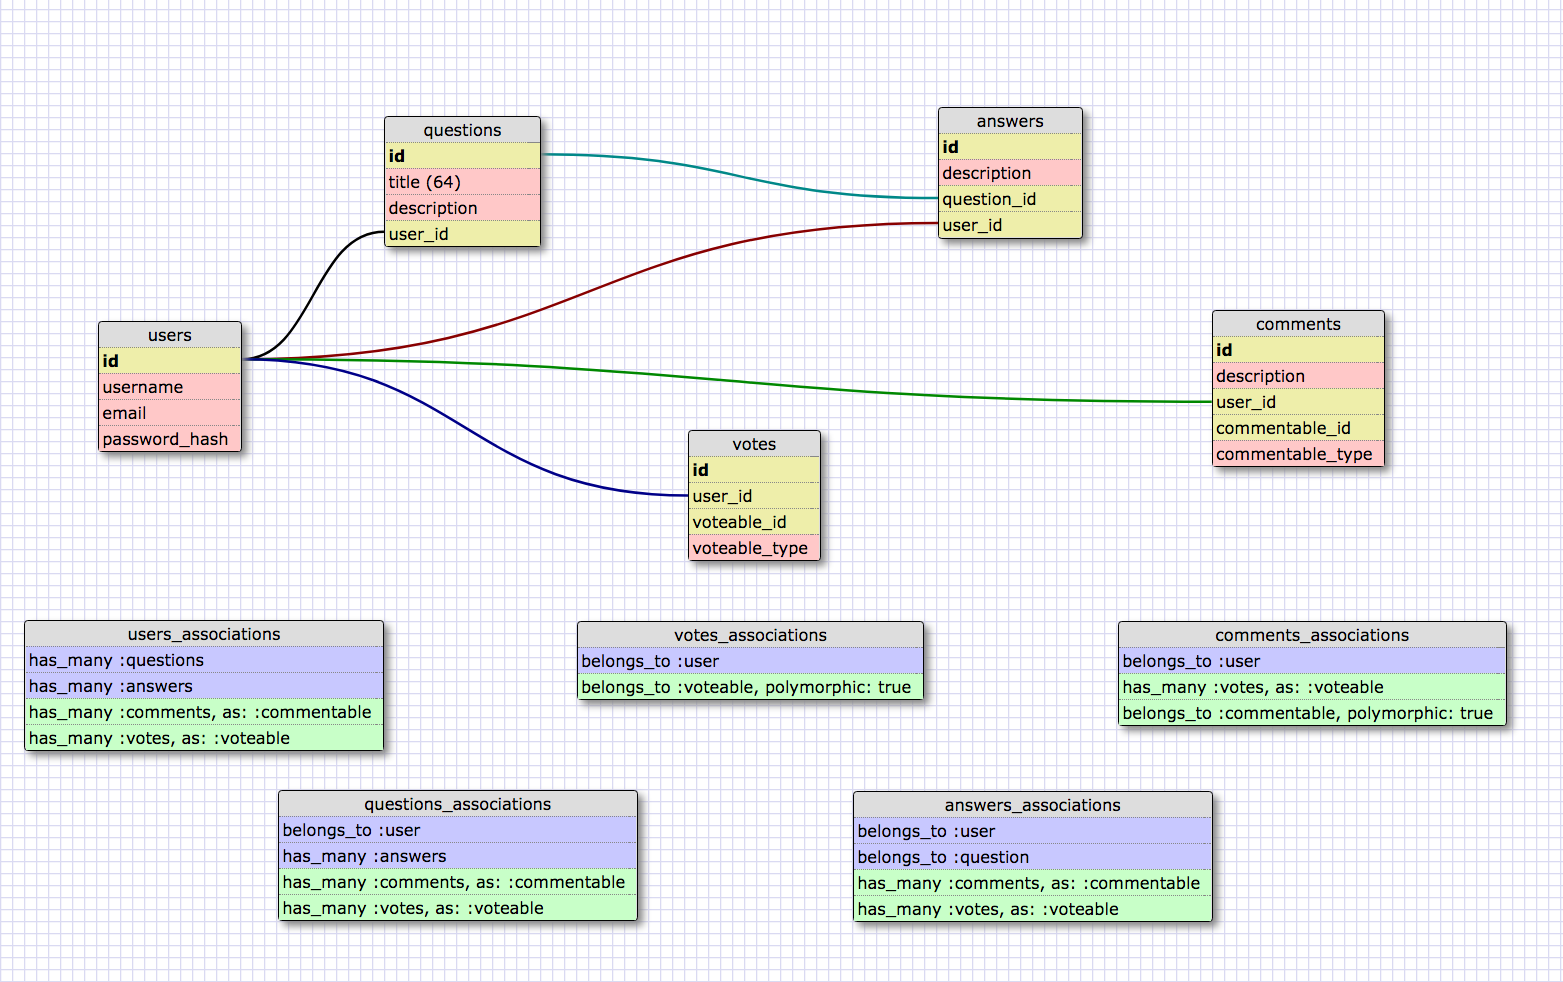 questions
id
title (64)
description
user_id
answers
id
description
question_id
user_id
users
id
username
email
password_hash
comments
id
description
user_id
commentable_id
commentable_type
votes
id
user_id
voteable_id
voteable_type
users_associations
has_many :questions
has_many :answers
has_many :comments, as: :commentable
has_many :votes, as: :voteable
votes_associations
belongs_to :user
belongs_to :voteable, polymorphic: true
comments_associations
belongs_to :user
has_many :votes, as: :voteable
belongs_to :commentable, polymorphic: true
questions_associations
belongs_to :user
has_many :answers
has_many :comments, as: :commentable
has_many :votes, as: :voteable
answers_associations
belongs_to :user
belongs_to :question
has_many :comments, as: :commentable
has_many :votes, as: :voteable